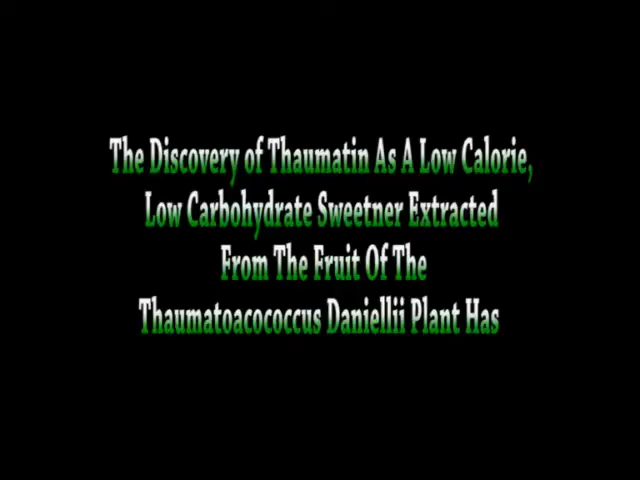 The Discovery of Thaumatin As A Low Calorie,
Low Carbohydrate Sweetner Extracted
From The Fruit Of The
Thaumatoacococcus Daniellii Plant Has